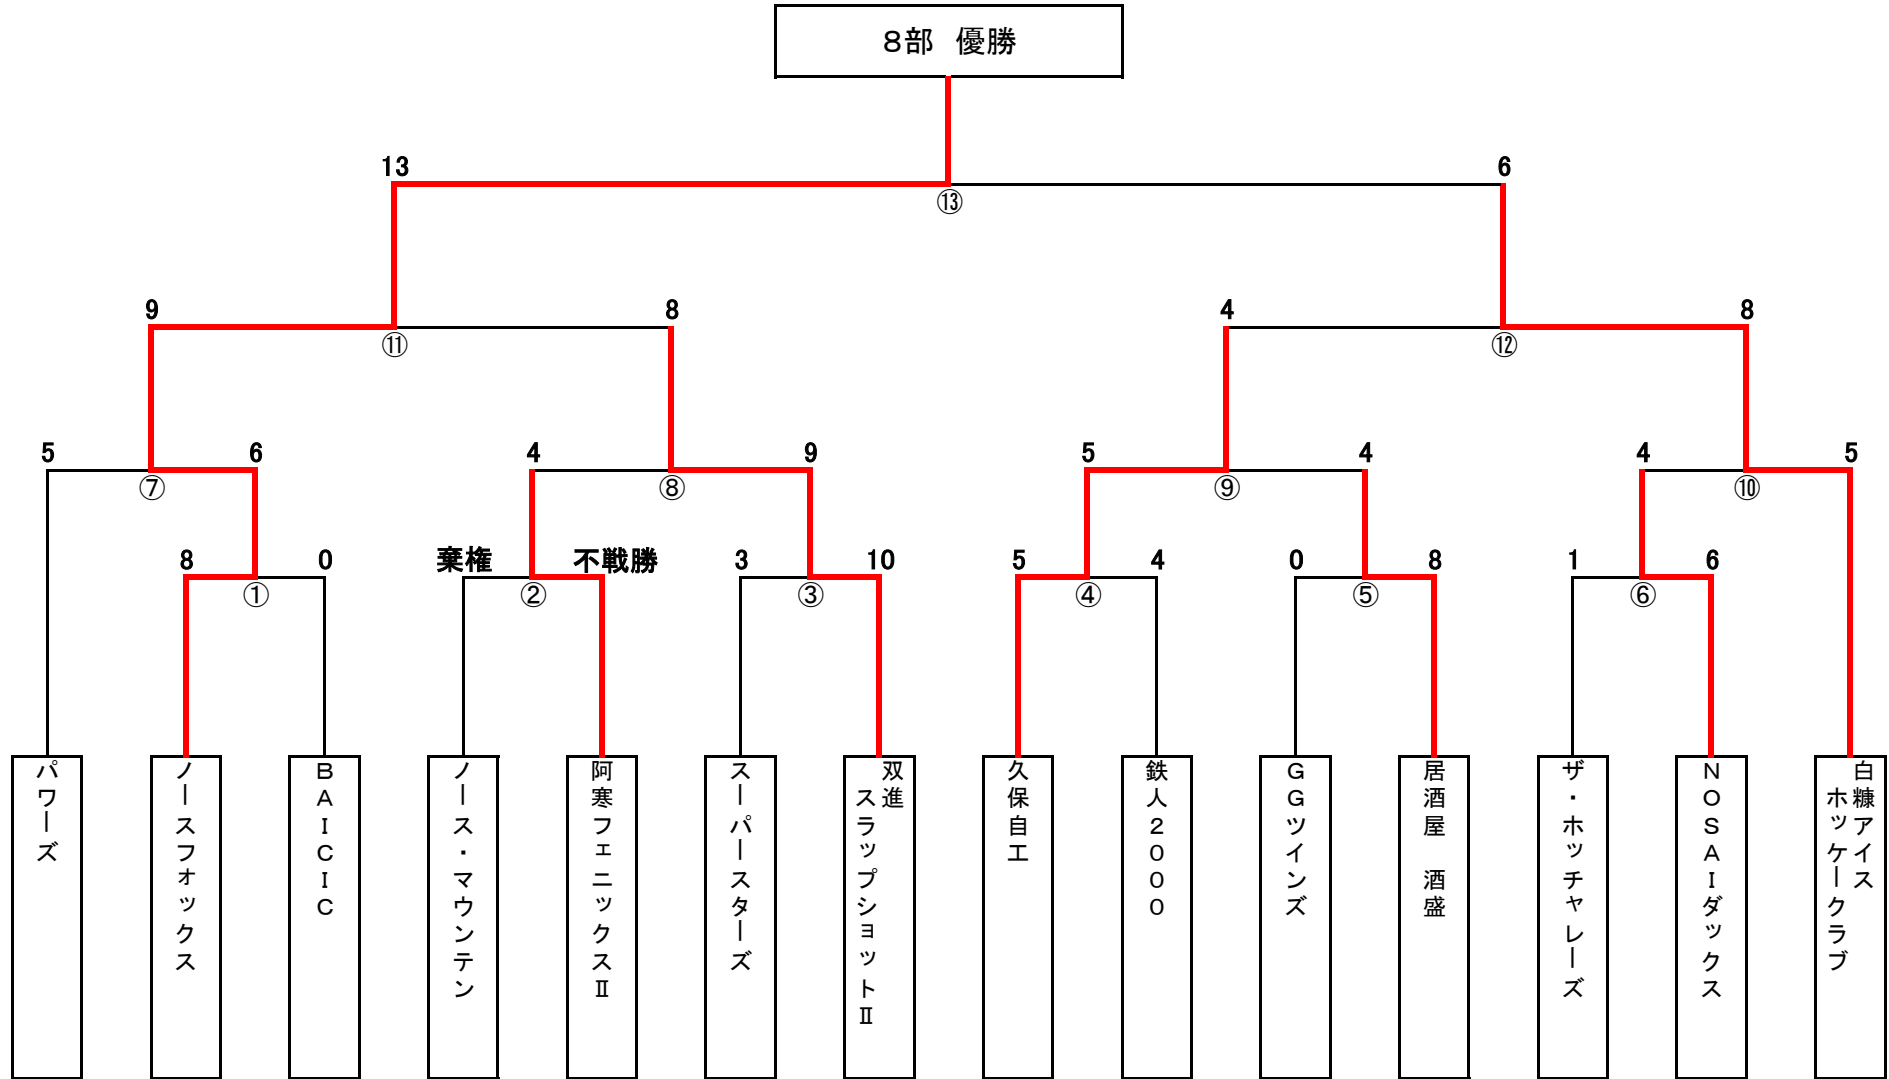 8部 優勝
13 6
⑬
9 8 4 8
⑪ ⑫
5 6 4 9 5 4 4 5
⑦ ⑧ ⑨ ⑩
8 0 棄権 不戦勝 3 10 5 4 0 8 1 6
① ② ③ ④ ⑤ ⑥
パワーズ
ノースフォックス
BAICIC
ノース・マウンテン
阿寒フェニックスⅡ
スーパースターズ
双進
スラップショットⅡ
久保自工
鉄人2000
GGツインズ
居酒屋 酒盛
ザ・ホッチャレーズ
NOSAIダックス
白糠アイス
ホッケークラブ